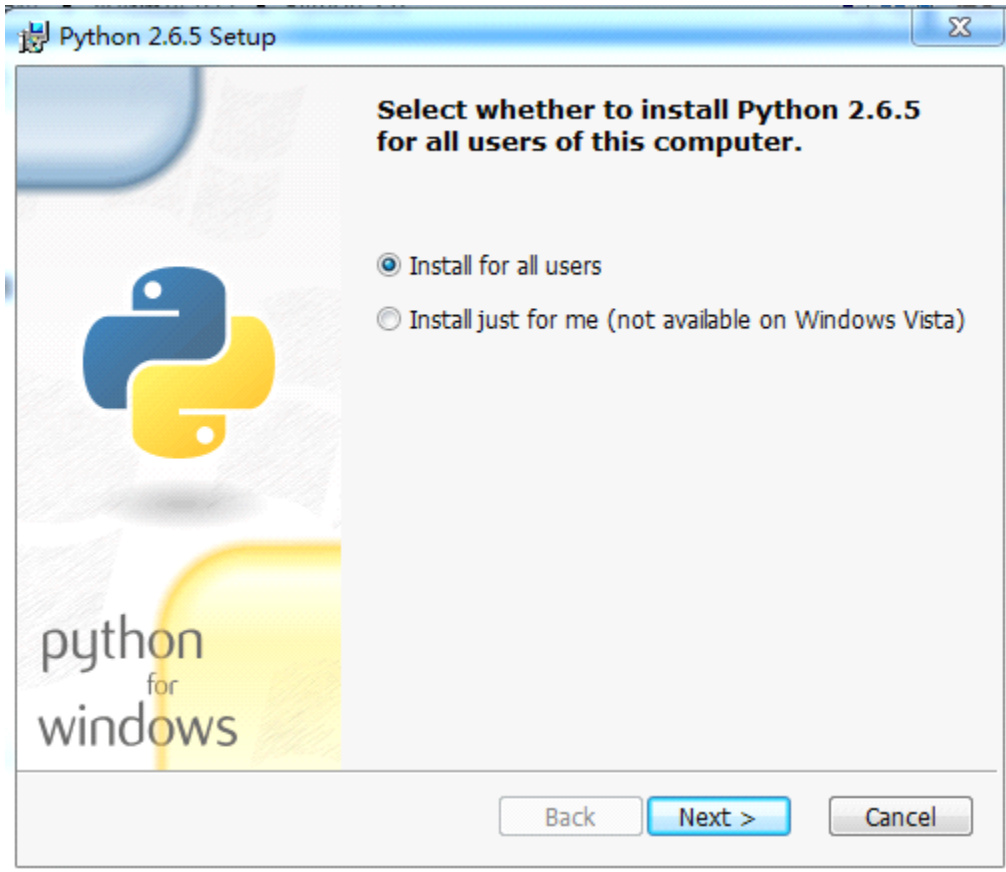 Python 2.6.5 Setup
Select whether to install Python 2.6.5
for all users of this computer.
Install for all users
Install just for me (not available on Windows Vista)
python
for
windows
Back
Next >
Cancel